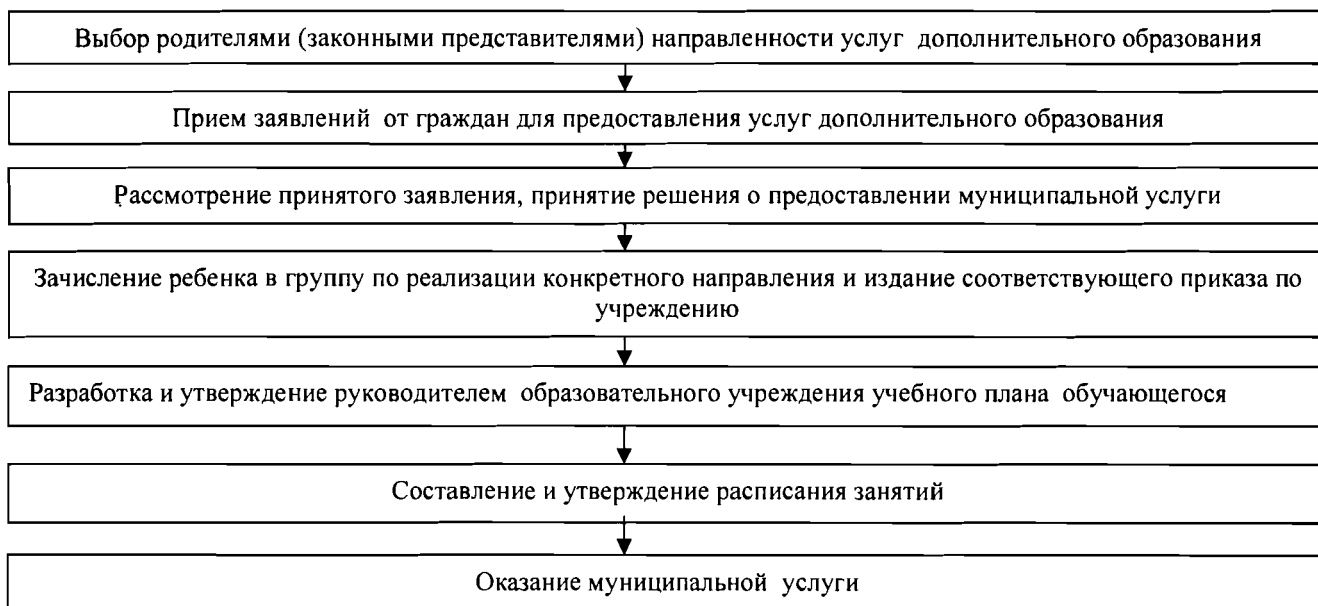 Выбор родителями (законными представителями) направленности услуг дополнительного образования
Прием заявлений от граждан для предоставления услуг дополнительного образования
Рассмотрение принятого заявления, принятие решения о предоставлении муниципальной услуги
Зачисление ребенка в группу по реализации конкретного направления и издание соответствующего приказа по
учреждению
Разработка и утверждение руководителем образовательного учреждения учебного плана обучающегося
Составление и утверждение расписания занятий
Оказание муниципальной услуги